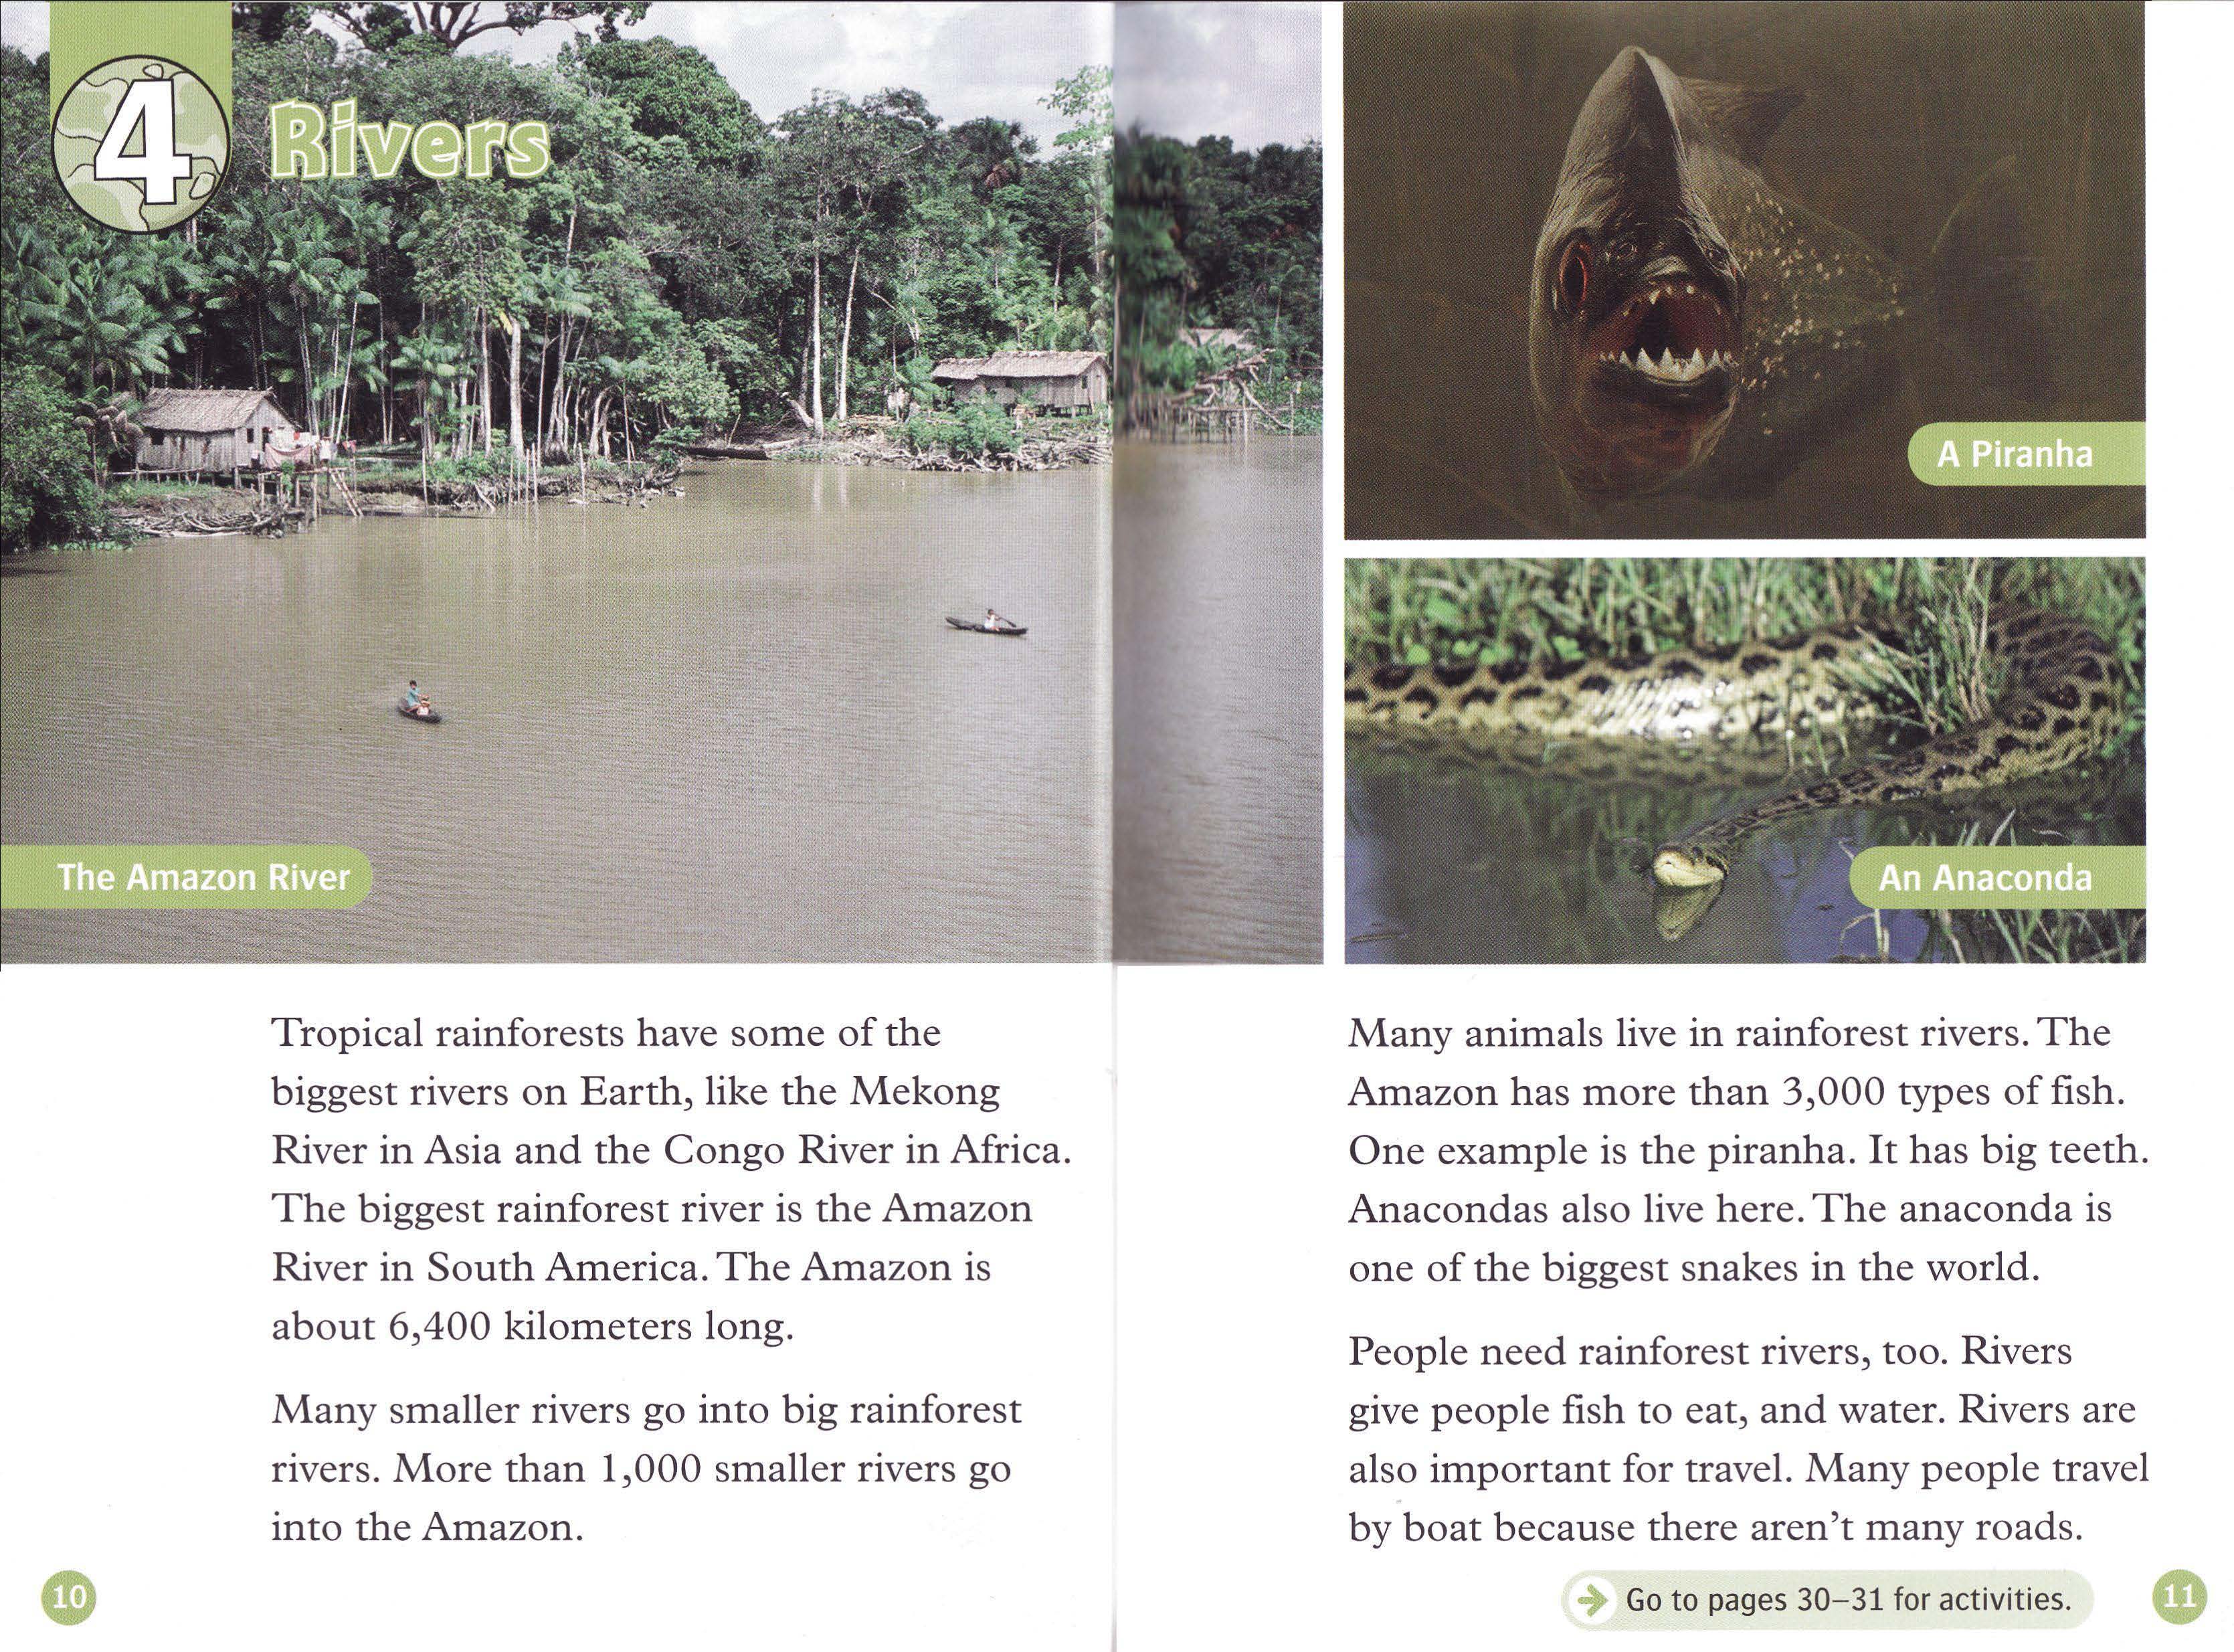 4
Rivers
The Amazon River
Tropical rainforests have some of the
biggest rivers on Earth, like the Mekong
River in Asia and the Congo River in Africa.
The biggest rainforest river is the Amazon
River in South America. The Amazon is
about 6,400 kilometers long.
Many smaller rivers go into big rainforest
rivers. More than 1,000 smaller rivers go
into the Amazon.
10
A Piranha
An Anaconda
Many animals live in rainforest rivers. The
Amazon has more than 3,000 types of fish.
One example is the piranha. It has big teeth.
Anacondas also live here. The anaconda is
one of the biggest snakes in the world.
People need rainforest rivers, too. Rivers
give people fish to eat, and water. Rivers are
also important for travel. Many people travel
by boat because there aren't many roads.
Go to pages 30–31 for activities.
11